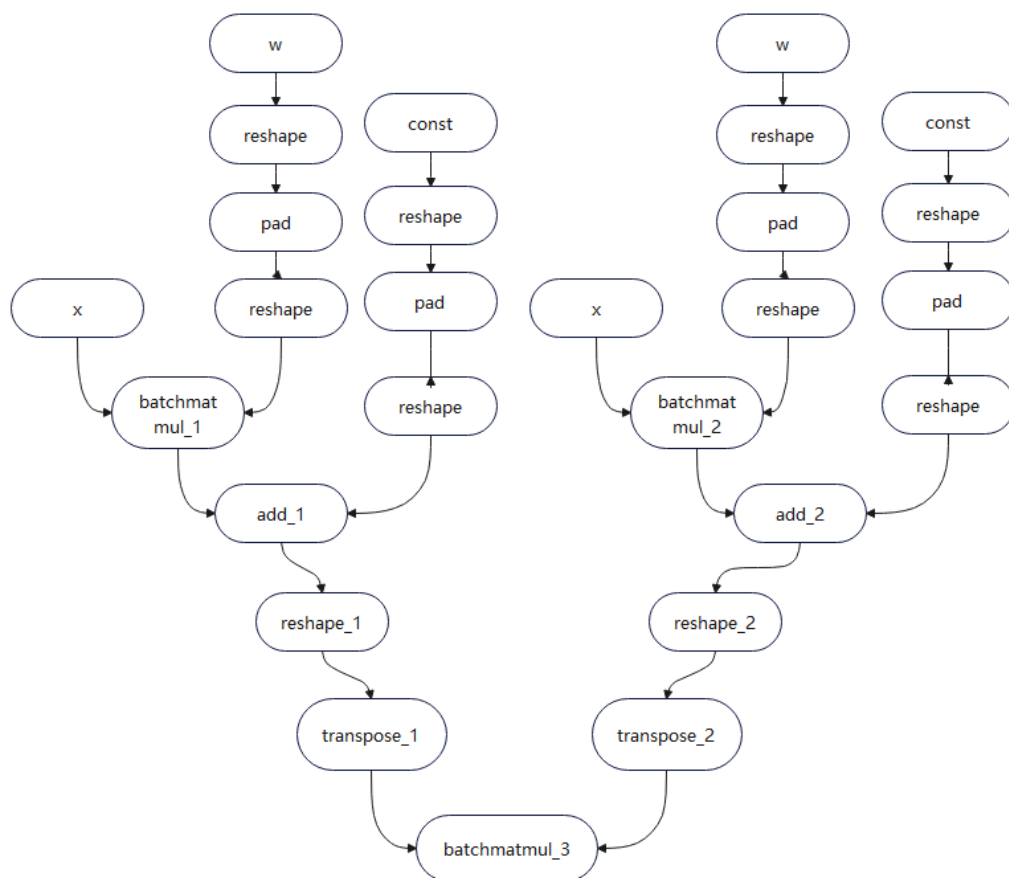 w
w
const
const
reshape
reshape
reshape
reshape
pad
pad
pad
pad
x
reshape
x
reshape
batchmat
mul_1
reshape
batchmat
mul_2
reshape
add_1
add_2
reshape_1
reshape_2
transpose_1
transpose_2
batchmatmul_3